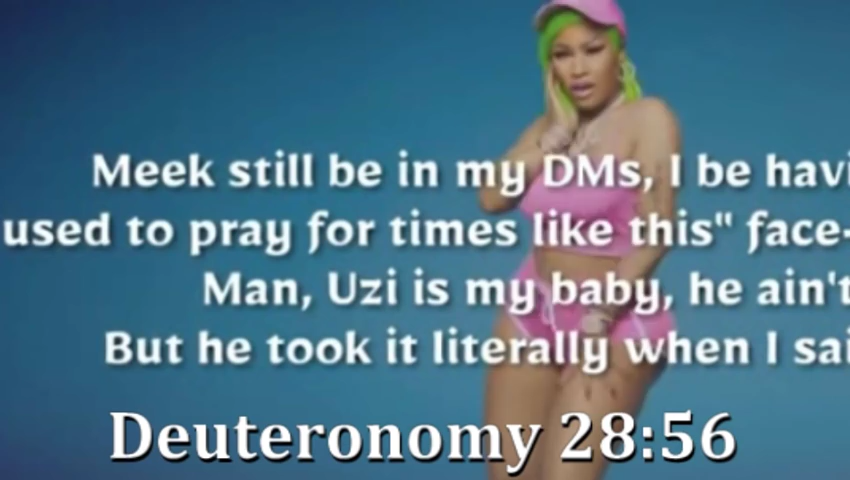 Meek still be in my DMs, I be havi
used to pray for times like this" face-
Man, Uzi is my baby, he ain't
But he took it literally when I sai
Deuteronomy 28:56